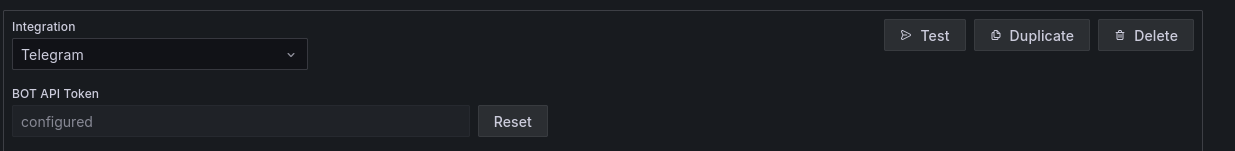 Integration
Telegram
Test
Duplicate
Delete
BOT API Token
configured
Reset